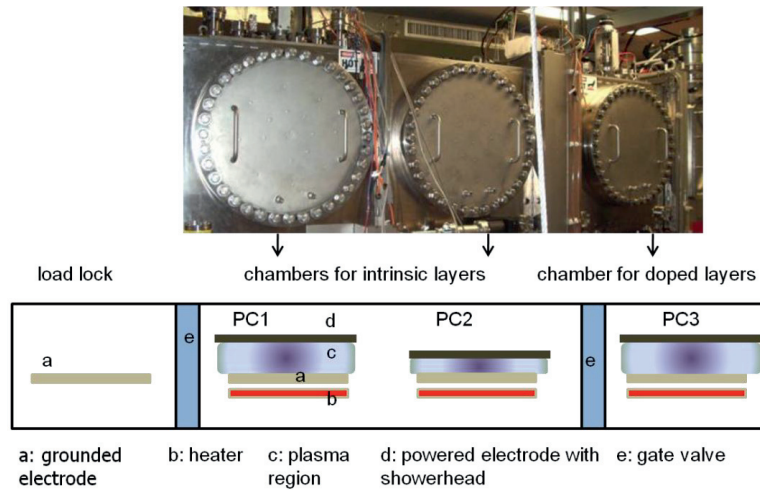 HOT
load lock
chambers for intrinsic layers
chamber for doped layers
PC1
d
PC2
PC3
e
c
a
a
e
b
a: grounded electrode
b: heater
c: plasma region
d: powered electrode with showerhead
e: gate valve